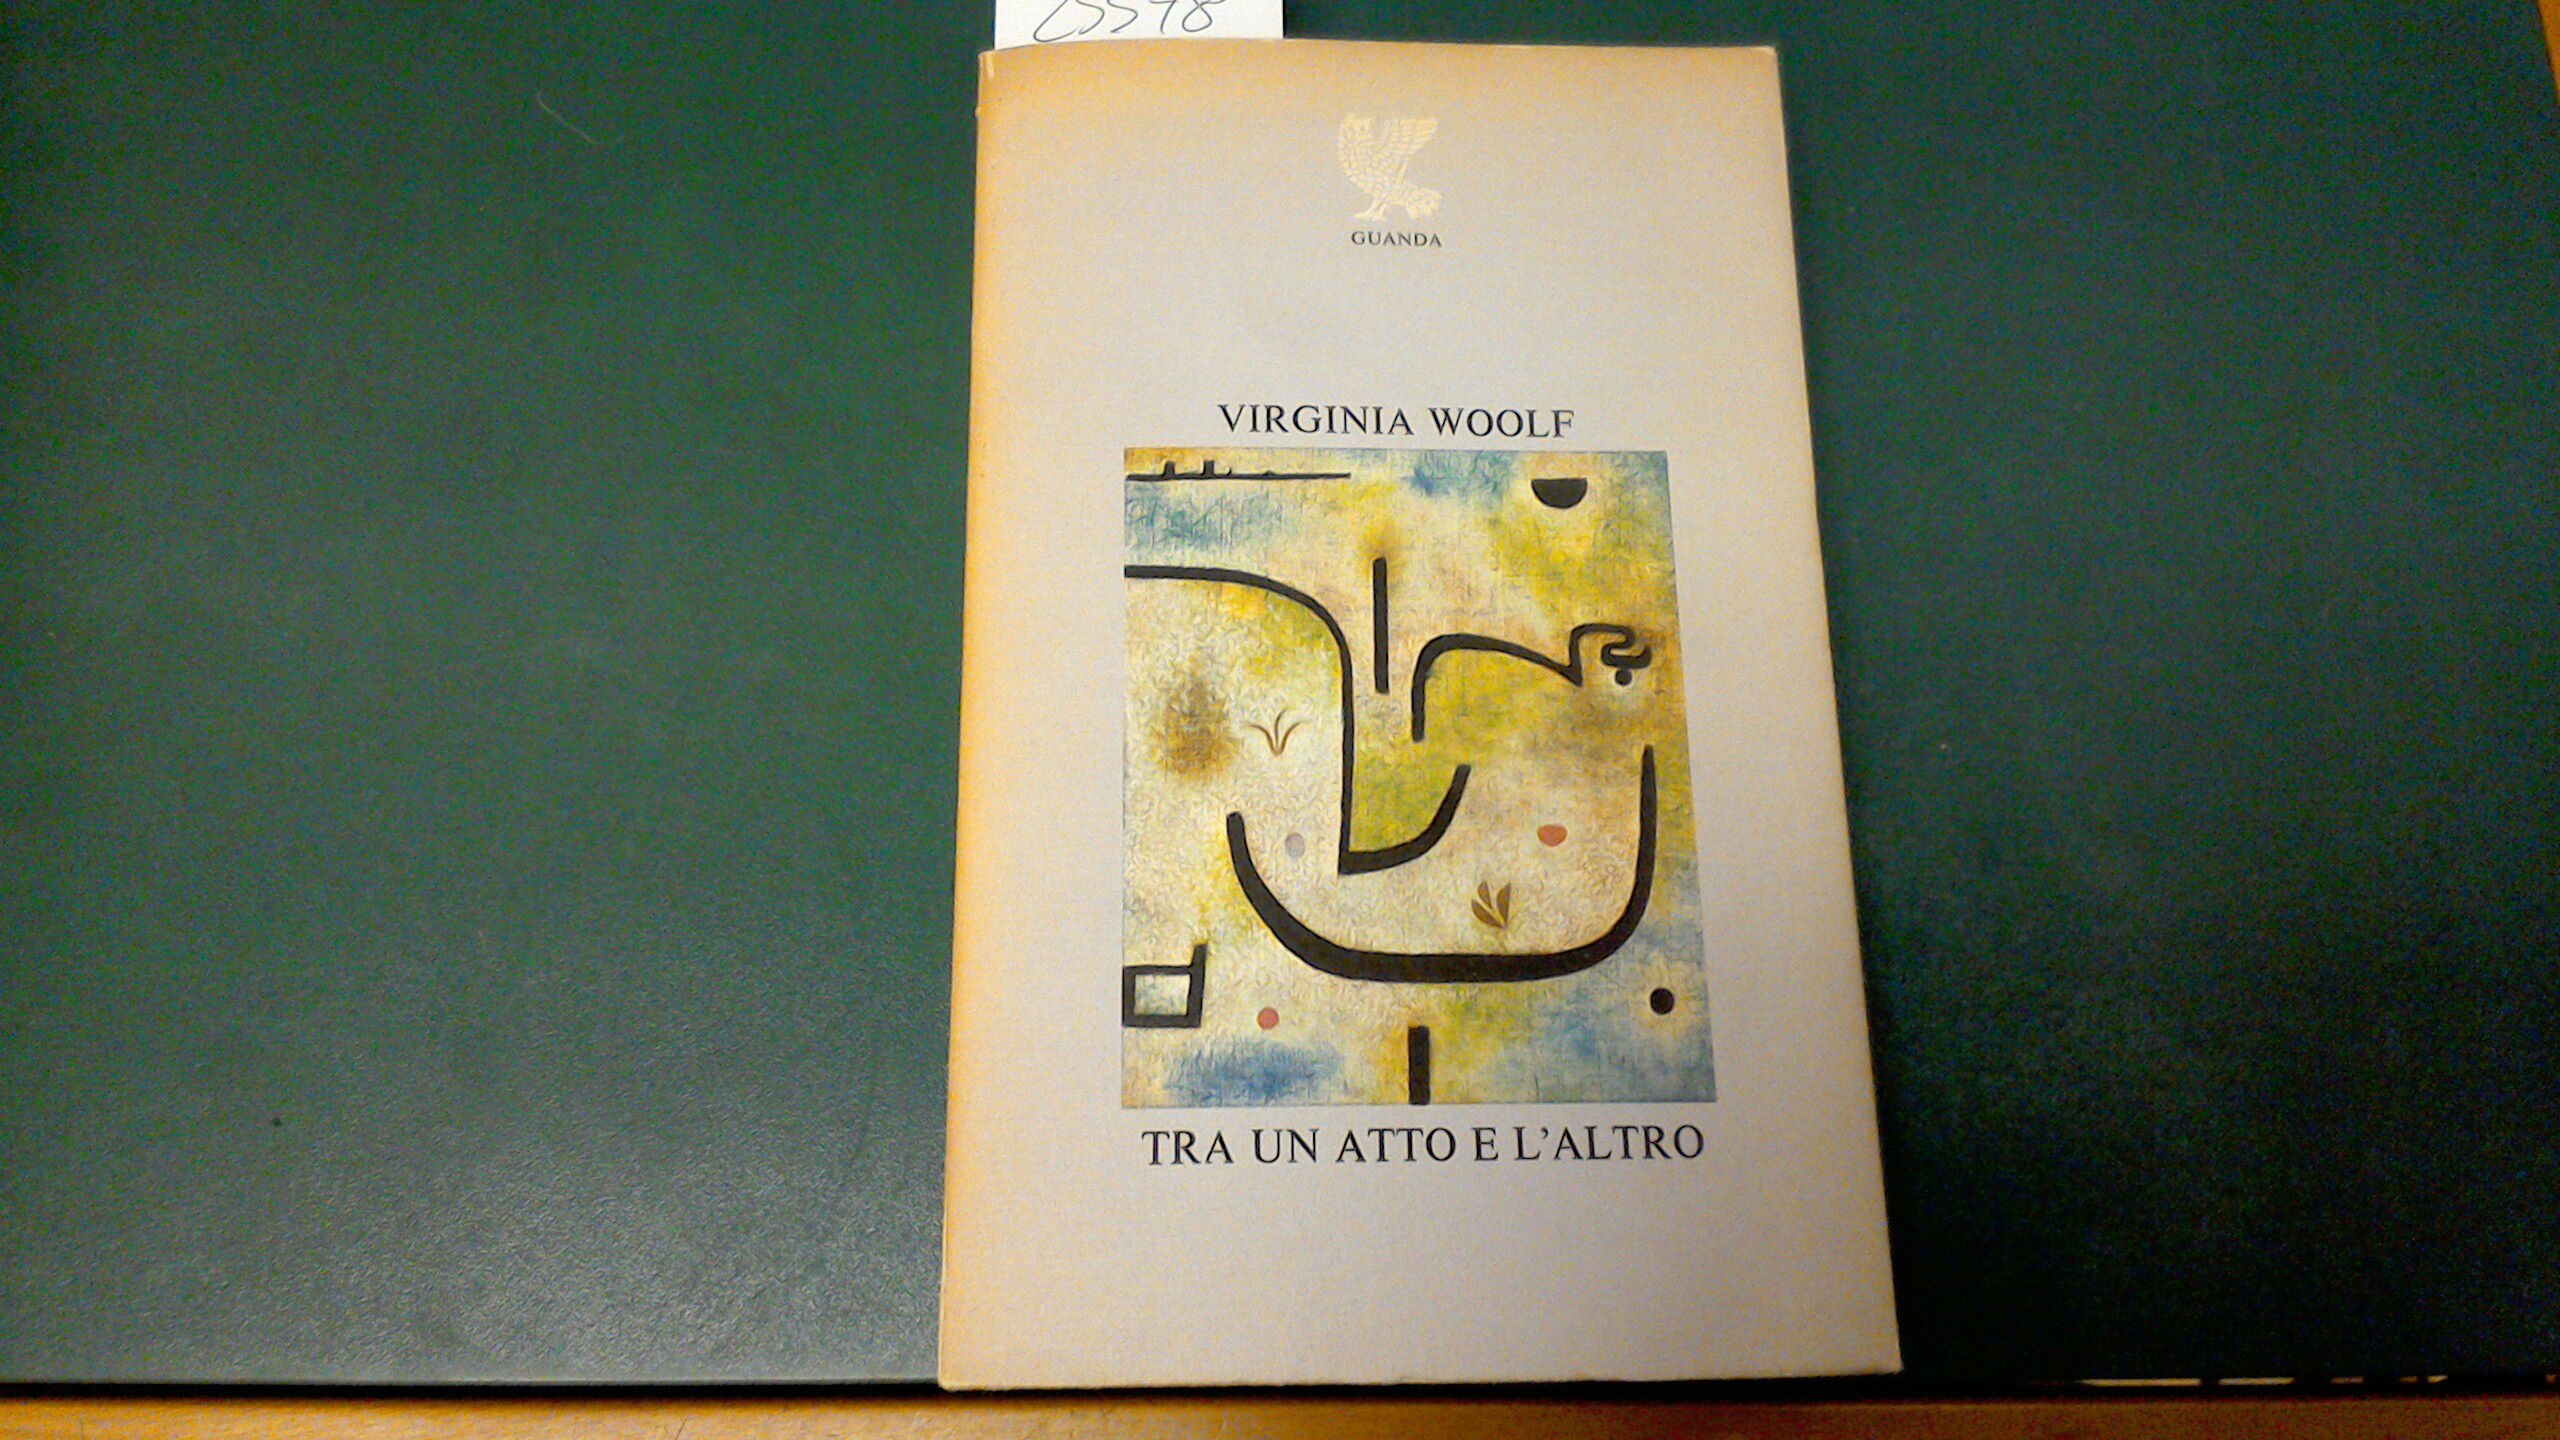 GUANDA
VIRGINIA WOOLF
TRA UN ATTO E L'ALTRO